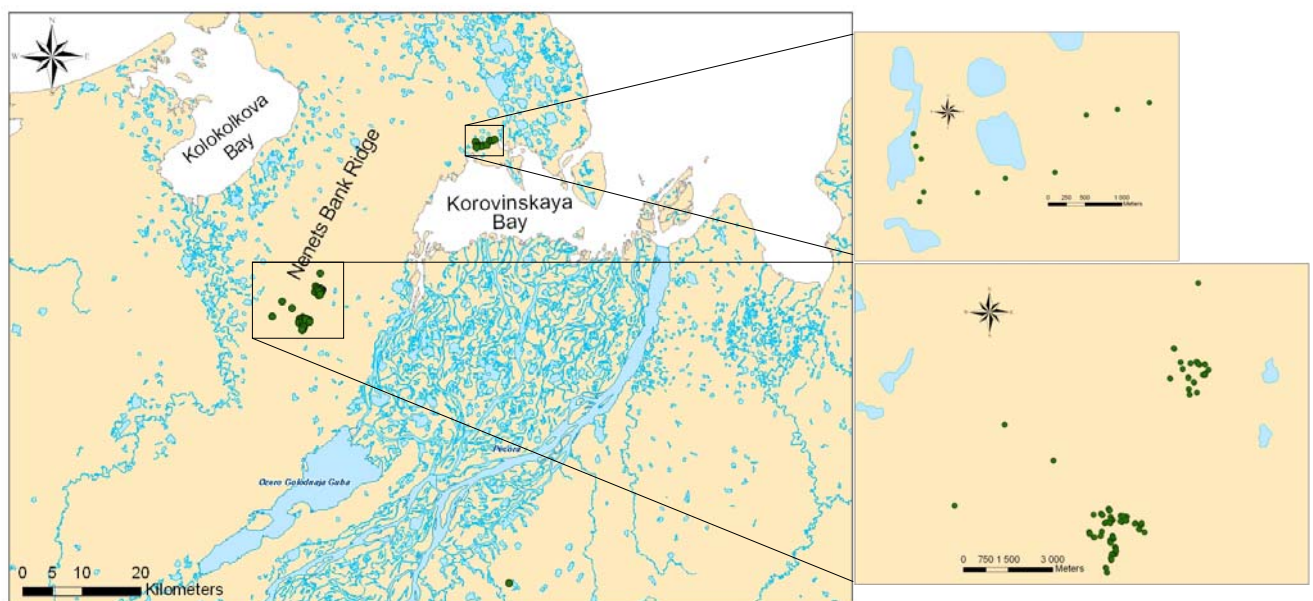 N
W
E
S
Kolokolkova
Bay
Nenets Bank Ridge
Korovinskaya
Bay
Pecora
Ozero Golodnaja Guba
0 5 10 20
Kilometers
0 250 500 1 000
Meters
N
0 750 1 500 3 000
Meters